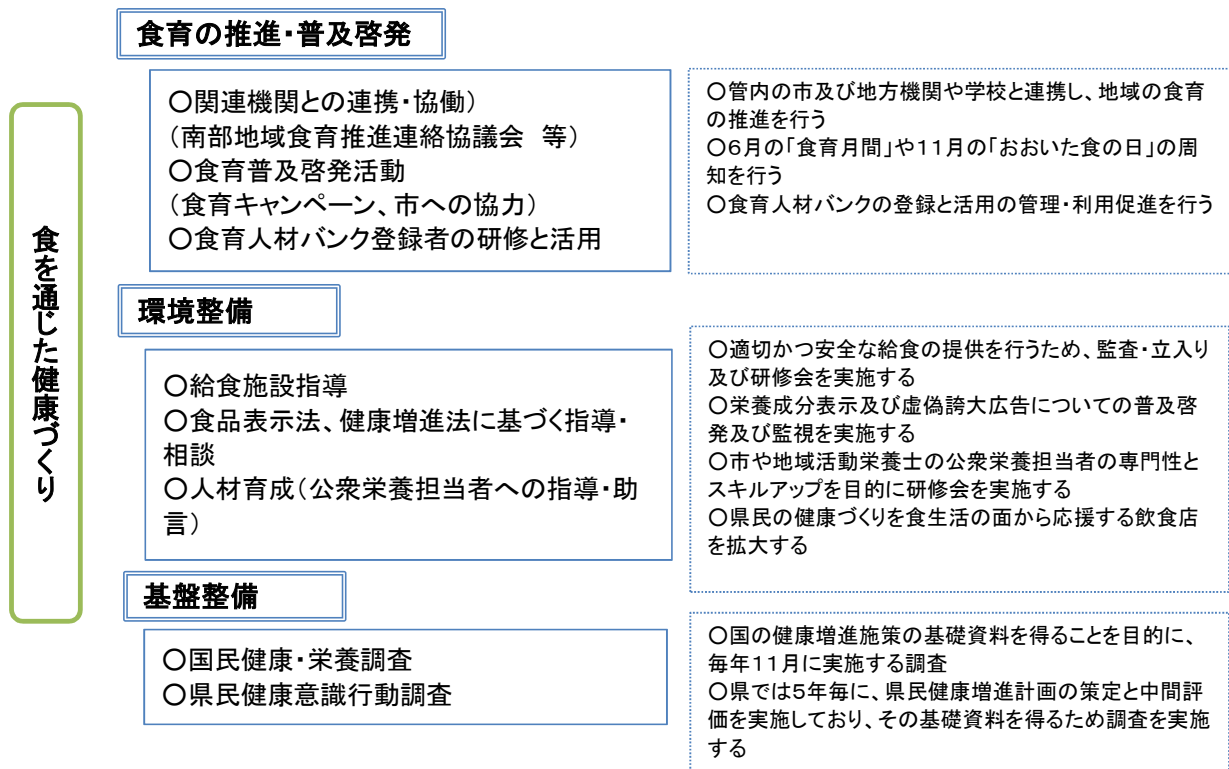 食を通じた健康づくり
食育の推進・普及啓発
〇関連機関との連携・協働)
(南部地域食育推進連絡協議会　等)
〇食育普及啓発活動
(食育キャンペーン、市への協力)
〇食育人材バンク登録者の研修と活用
〇管内の市及び地方機関や学校と連携し、地域の食育
の推進を行う
〇６月の「食育月間」や１１月の「おおいた食の日」の周
知を行う
〇食育人材バンクの登録と活用の管理・利用促進を行う
環境整備
〇給食施設指導
〇食品表示法、健康増進法に基づく指導・
相談
〇人材育成(公衆栄養担当者への指導・助
言)
〇適切かつ安全な給食の提供を行うため、監査・立入り
及び研修会を実施する
〇栄養成分表示及び虚偽誇大広告についての普及啓
発及び監視を実施する
〇市や地域活動栄養士の公衆栄養担当者の専門性と
スキルアップを目的に研修会を実施する
〇県民の健康づくりを食生活の面から応援する飲食店
を拡大する
基盤整備
〇国民健康・栄養調査
〇県民健康意識行動調査
〇国の健康増進施策の基礎資料を得ることを目的に、
毎年１１月に実施する調査
〇県では５年毎に、県民健康増進計画の策定と中間評
価を実施しており、その基礎資料を得るため調査を実施
する